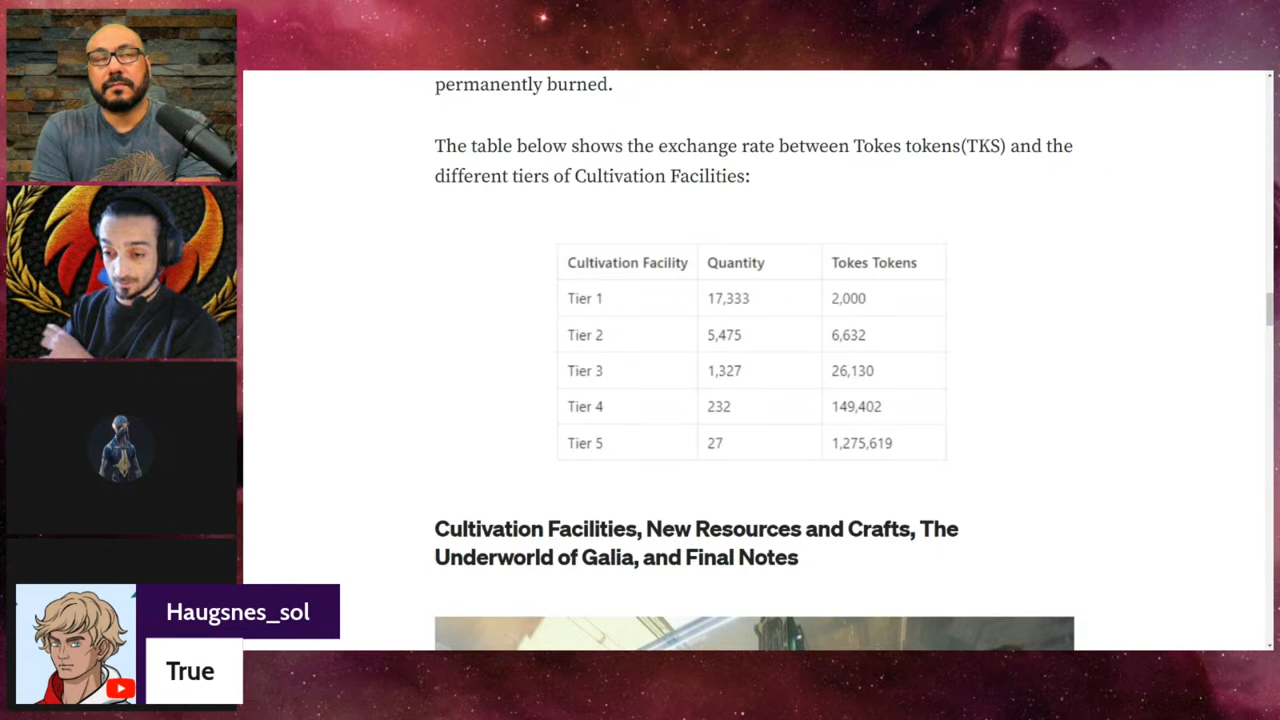 permanently burned.
The table below shows the exchange rate between Tokes tokens(TKS) and the
different tiers of Cultivation Facilities:
Cultivation Facility Quantity Tokes Tokens
Tier 1 17,333 2,000
Tier 2 5,475 6,632
Tier 3 1,327 26,130
Tier 4 232 149,402
Tier 5 27 1,275,619
Cultivation Facilities, New Resources and Crafts, The
Underworld of Galia, and Final Notes
Haugsnes_sol
True